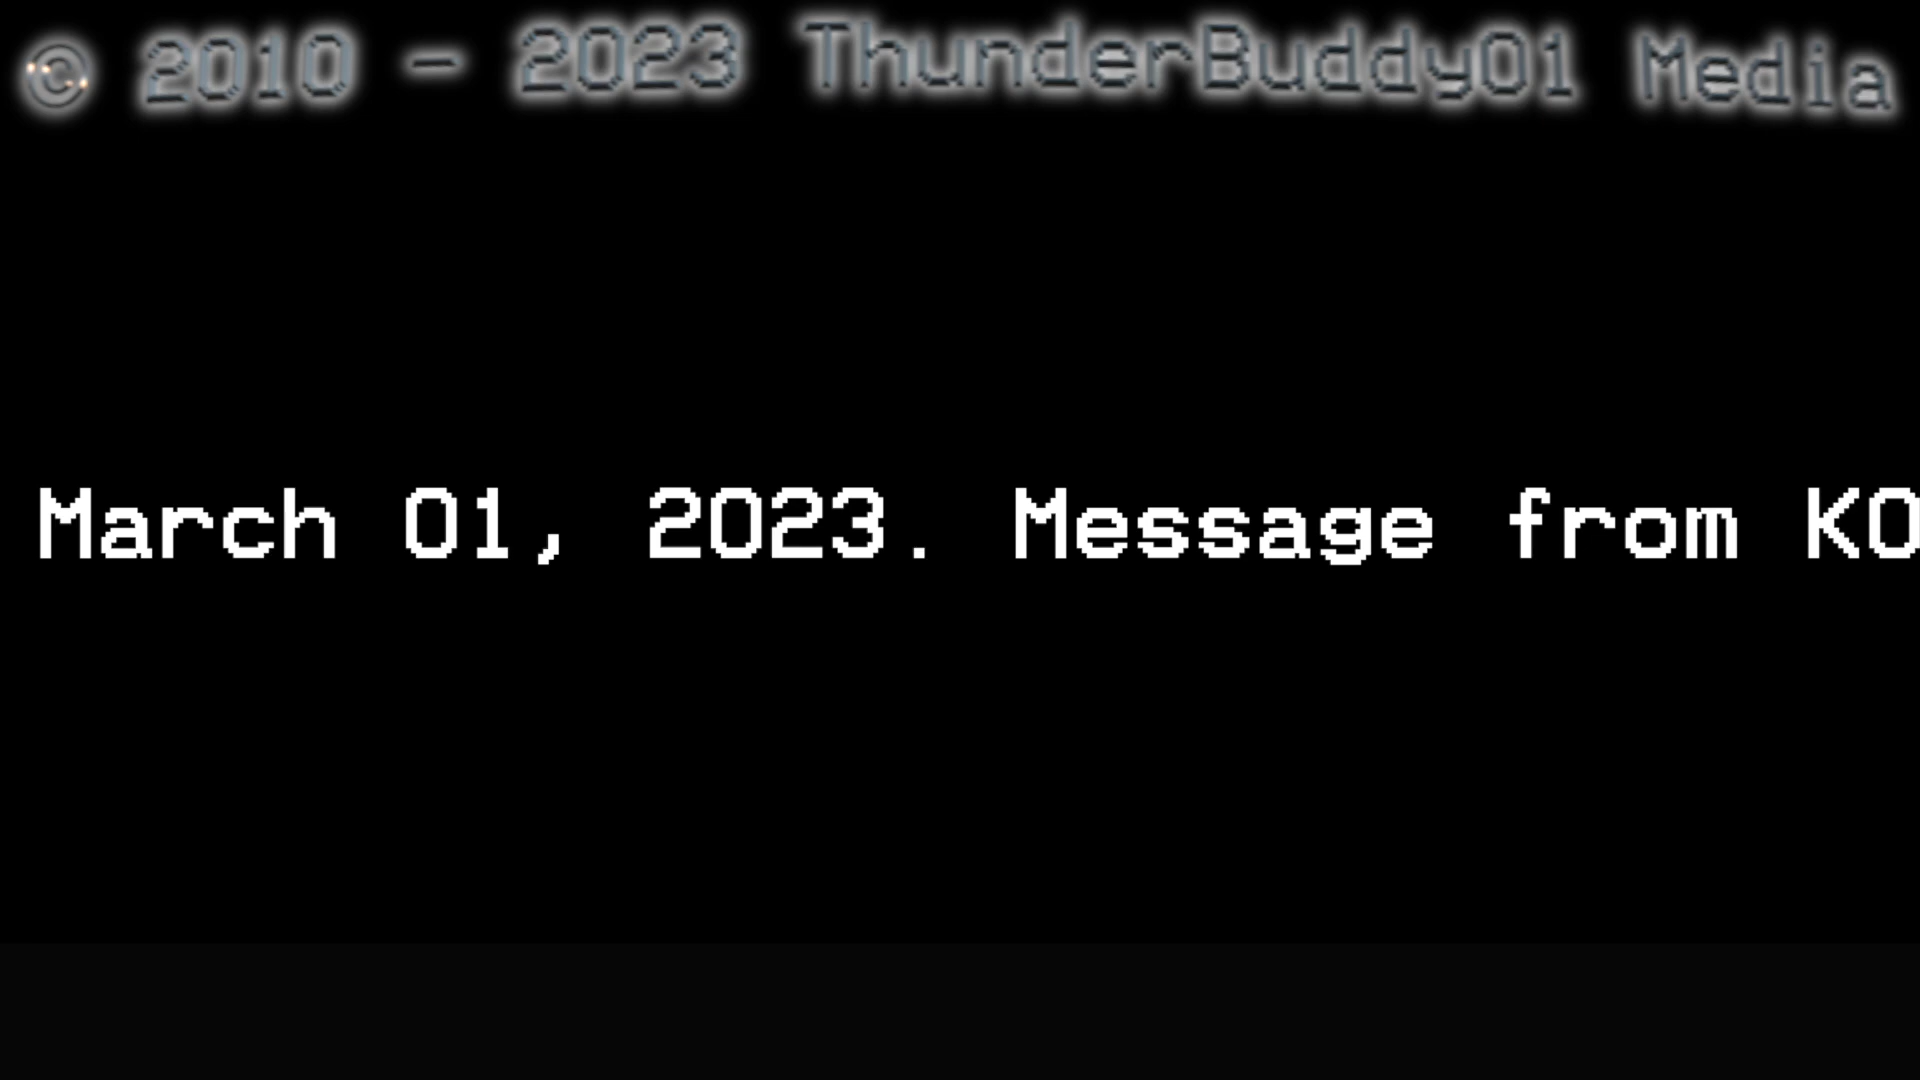 © 2010 - 2023 ThunderBuddy01 Media
March 01, 2023. Message from